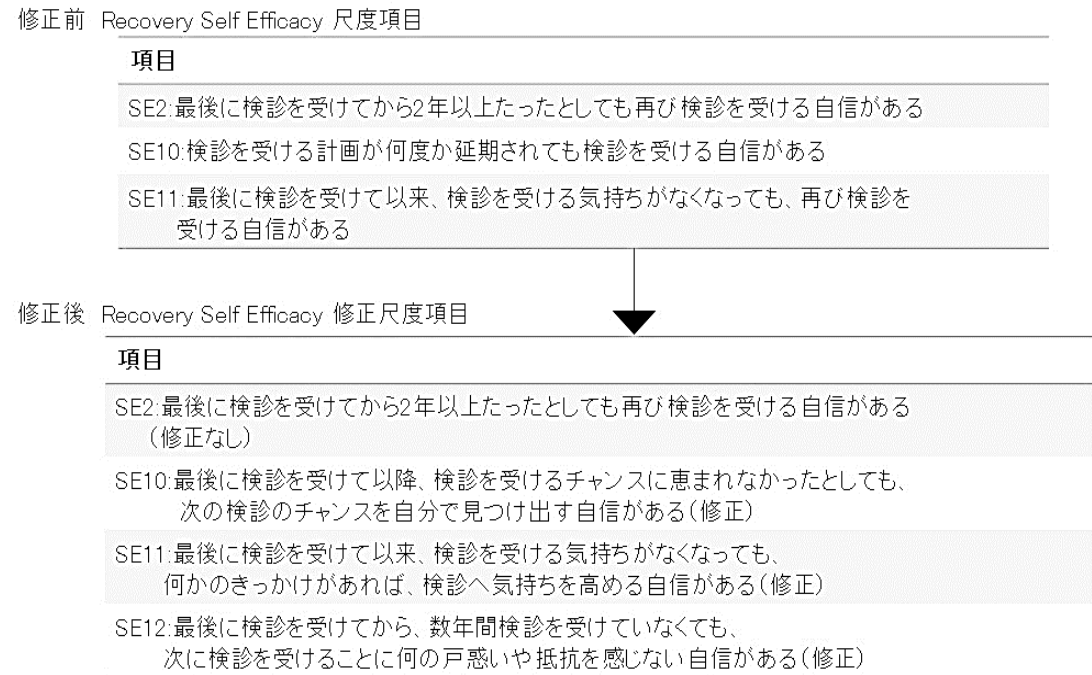 修正前 Recovery Self Efficacy 尺度項目
項目
SE2:最後に検診を受けてから2年以上たったとしても再び検診を受ける自信がある
SE10:検診を受ける計画が何度か延期されても検診を受ける自信がある
SE11:最後に検診を受けて以来、検診を受ける気持ちがなくなっても、再び検診を
受ける自信がある
修正後 Recovery Self Efficacy 修正尺度項目
項目
SE2:最後に検診を受けてから2年以上たったとしても再び検診を受ける自信がある
（修正なし）
SE10:最後に検診を受けて以降、検診を受けるチャンスに恵まれなかったとしても、
次の検診のチャンスを自分で見つけ出す自信がある（修正）
SE11:最後に検診を受けて以来、検診を受ける気持ちがなくなっても、
何かのきっかけがあれば、検診へ気持ちを高める自信がある（修正）
SE12:最後に検診を受けてから、数年間検診を受けていなくても、
次に検診を受けることに何の戸惑いや抵抗を感じない自信がある（修正）